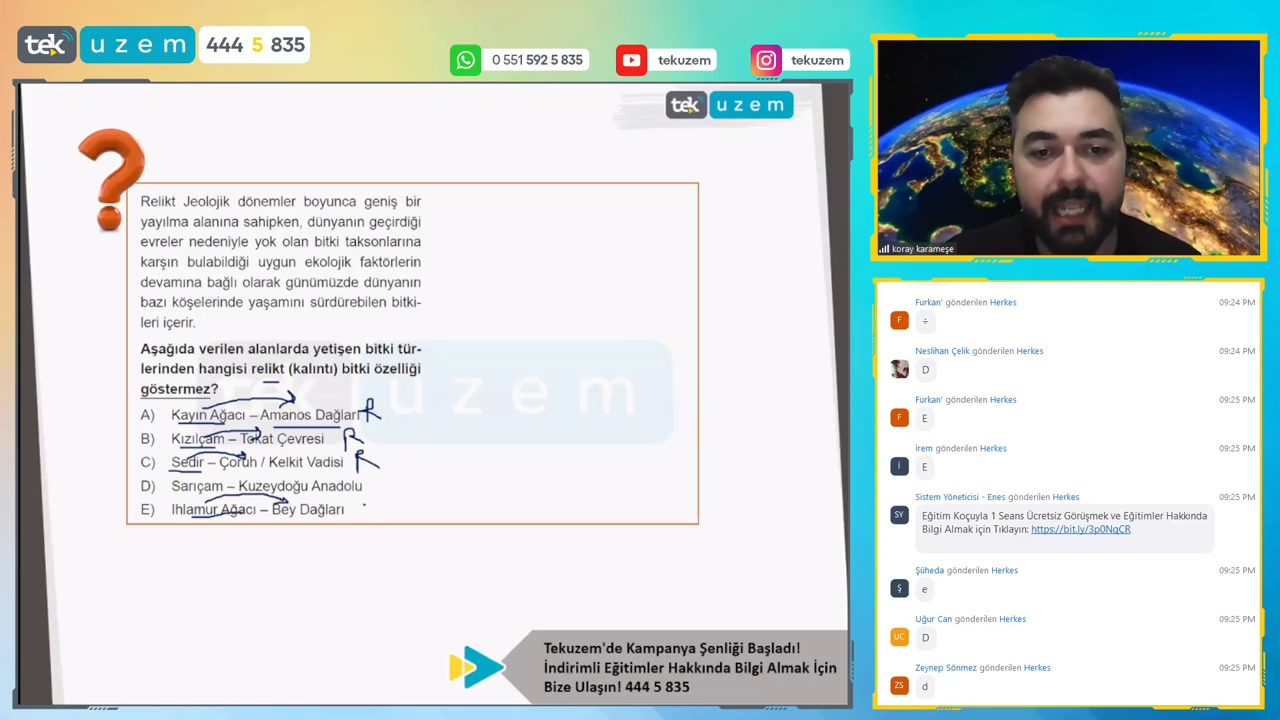 tek uzem 444 5 835
0 551 592 5 835
tekuzem
tekuzem
tek uzem
Relikt Jeolojik dönemler boyunca geniş bir
yayılma alanına sahipken, dünyanın geçirdiği
evreler nedeniyle yok olan bitki taksonlarına
karşın bulabildiği uygun ekolojik faktörlerin
devamına bağlı olarak günümüzde dünyanın
bazı köşelerinde yaşamını sürdürebilen bitki-
leri içerir.
Aşağıda verilen alanlarda yetişen bitki tür-
lerinden hangisi relikt (kalıntı) bitki özelliği
göstermez?
A) Kayın Ağacı – Amanos Dağları R
B) Kızılçam – Tokat Çevresi R
C) Sedir – Çoruh / Kelkit Vadisi R
D) Sarıçam – Kuzeydoğu Anadolu
E) Ihlamur Ağacı – Bey Dağları
tek uzem
Tekuzem'de Kampanya Şenliği Başladı!
İndirimli Eğitimler Hakkında Bilgi Almak İçin
Bize Ulaşın! 444 5 835
koray karameşe
Furkan' gönderilen Herkes 09:24 PM
F ÷
Neslihan Çelik gönderilen Herkes 09:24 PM
D
Furkan' gönderilen Herkes 09:25 PM
F E
İrem gönderilen Herkes 09:25 PM
İ E
Sistem Yöneticisi - Enes gönderilen Herkes 09:25 PM
SY Eğitim Koçuyla 1 Seans Ücretsiz Görüşmek ve Eğitimler Hakkında
Bilgi Almak için Tıklayın: https://bit.ly/3p0NqCR
Şüheda gönderilen Herkes 09:25 PM
Ş e
Uğur Can gönderilen Herkes 09:25 PM
UC D
Zeynep Sönmez gönderilen Herkes 09:25 PM
ZS d